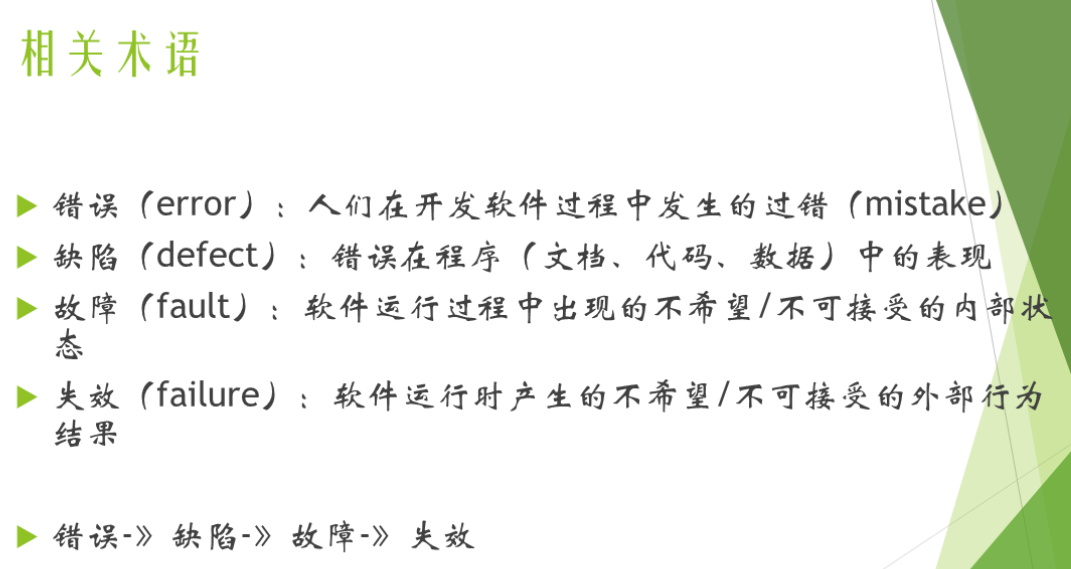 相关术语
错误（error）：人们在开发软件过程中发生的过错（mistake）
缺陷（defect）：错误在程序（文档、代码、数据）中的表现
故障（fault）：软件运行过程中出现的不希望/不可接受的内部状
态
失效（failure）：软件运行时产生的不希望/不可接受的外部行为
结果
错误-》缺陷-》故障-》失效